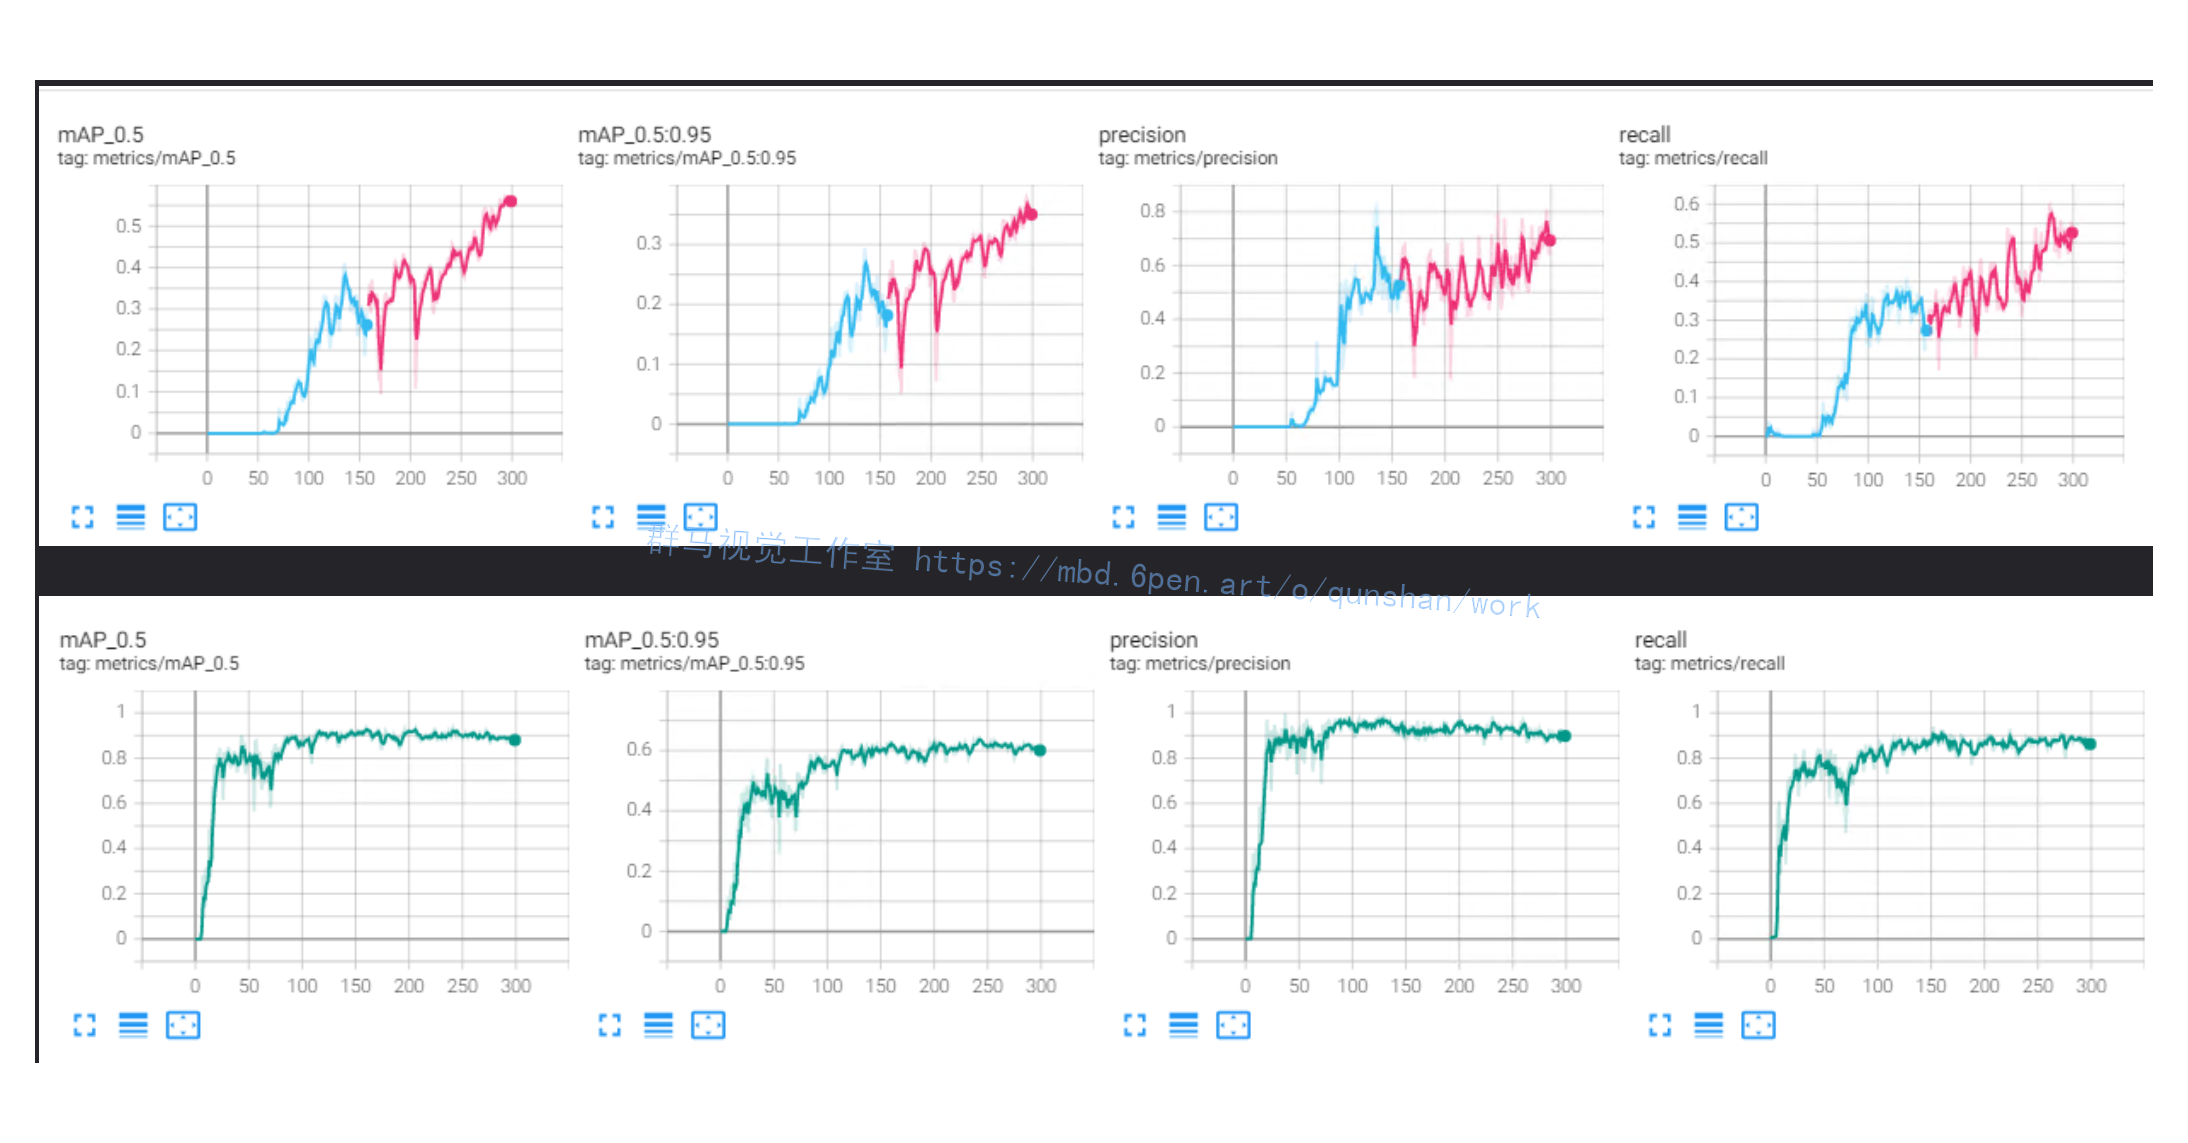 mAP_0.5
tag: metrics/mAP_0.5
0.5
0.4
0.3
0.2
0.1
0
0 50 100 150 200 250 300
mAP_0.5:0.95
tag: metrics/mAP_0.5:0.95
0.3
0.2
0.1
0
0 50 100 150 200 250 300
precision
tag: metrics/precision
0.8
0.6
0.4
0.2
0
0 50 100 150 200 250 300
recall
tag: metrics/recall
0.6
0.5
0.4
0.3
0.2
0.1
0
0 50 100 150 200 250 300
群马视觉工作室 https://mbd.6pen.art/o/qunshan/work
mAP_0.5
tag: metrics/mAP_0.5
1
0.8
0.6
0.4
0.2
0
0 50 100 150 200 250 300
mAP_0.5:0.95
tag: metrics/mAP_0.5:0.95
0.6
0.4
0.2
0
0 50 100 150 200 250 300
precision
tag: metrics/precision
1
0.8
0.6
0.4
0.2
0
0 50 100 150 200 250 300
recall
tag: metrics/recall
1
0.8
0.6
0.4
0.2
0
0 50 100 150 200 250 300